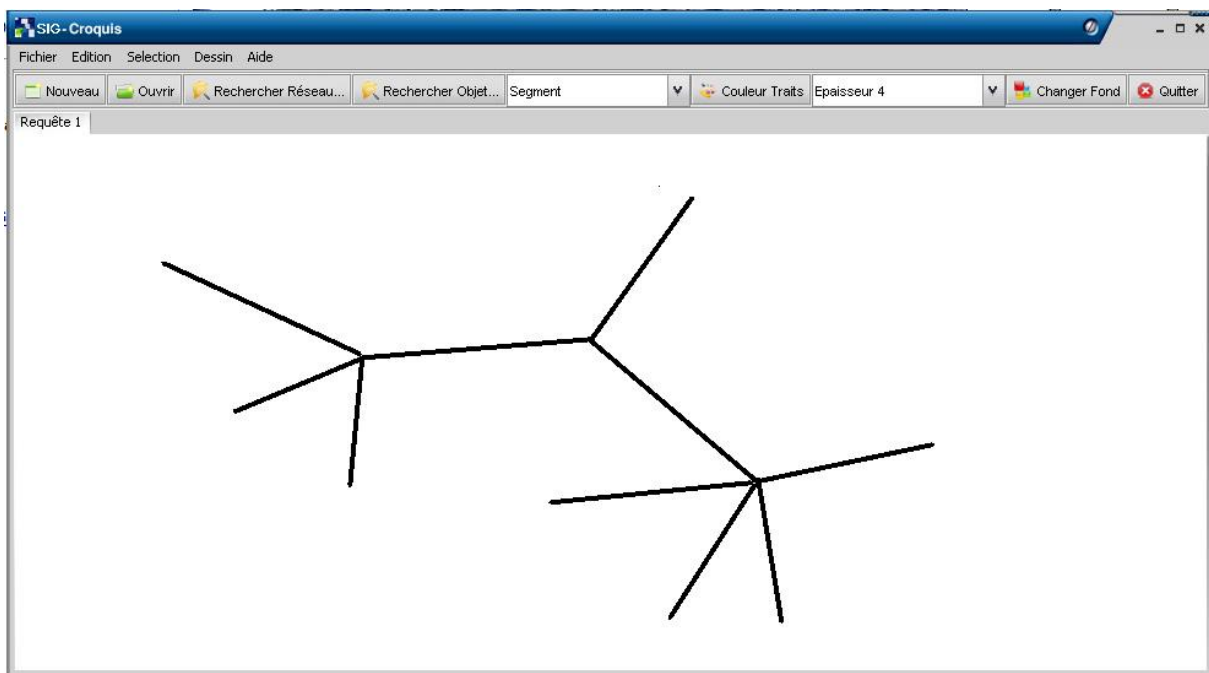 SIG-Croquis
Fichier Edition Selection Dessin Aide
Nouveau Ouvrir Rechercher Réseau... Rechercher Objet... Segment Couleur Traits Epaisseur 4 Changer Fond Quitter
Requête 1